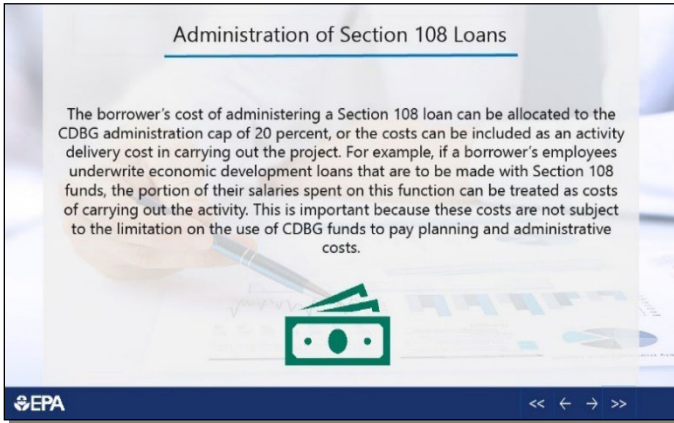 Administration of Section 108 Loans
The borrower's cost of administering a Section 108 loan can be allocated to the
CDBG administration cap of 20 percent, or the costs can be included as an activity
delivery cost in carrying out the project. For example, if a borrower's employees
underwrite economic development loans that are to be made with Section 108
funds, the portion of their salaries spent on this function can be treated as costs
of carrying out the activity. This is important because these costs are not subject
to the limitation on the use of CDBG funds to pay planning and administrative
costs.
EPA
<< ← → >>